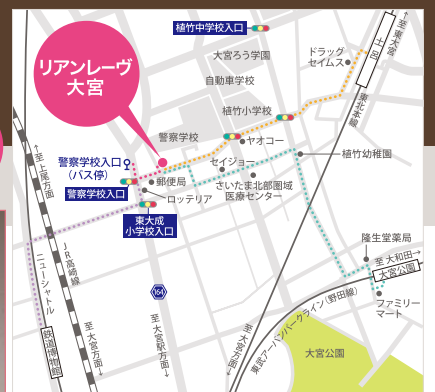 植竹中学校入口
↑至東大宮
リアンレーヴ
大宮
大宮ろう学園
ドラッグ
セイムス
土呂
自動車学校
東北本線
植竹小学校
警察学校
ヤオコー
警察学校入口
(バス停)
セイジョー
植竹幼稚園
←至上尾方面
郵便局
さいたま北部圏域
医療センター
警察学校入口
ロッテリア
東大成
小学校入口
隆生堂薬局
JR高崎線
至大和田→
大宮公園
ニューシャトル
164
ファミリー
マート
東武アーバンパークライン(野田線)
鉄道博物館
至大宮方面→
至大宮駅方面→
至大宮方面→
大宮公園